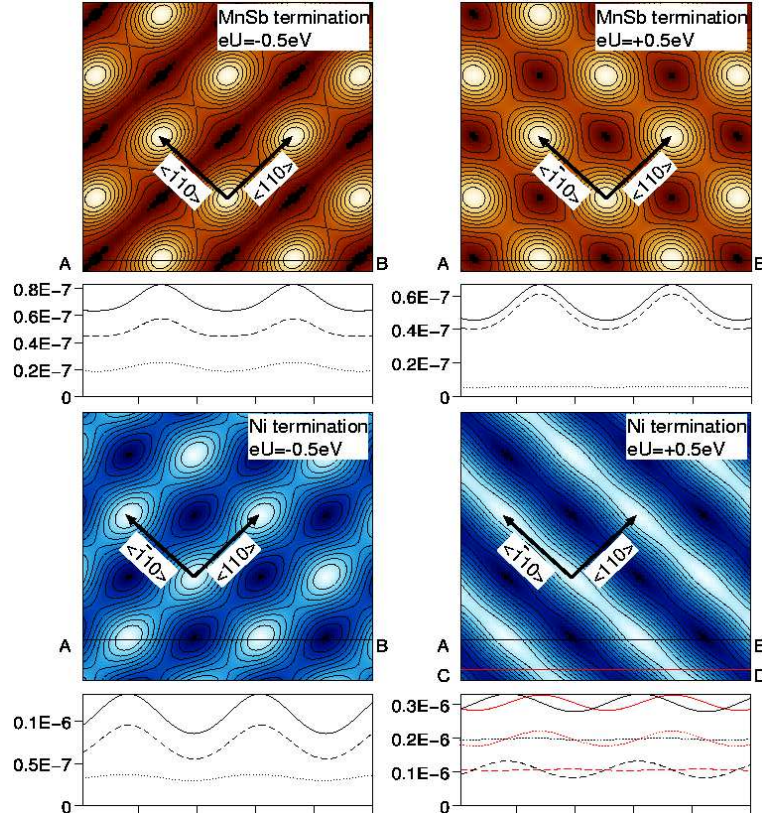 MnSb termination
eU=-0.5eV
<1̄10>
<110>
A
B
0.8E-7
0.6E-7
0.4E-7
0.2E-7
0
MnSb termination
eU=+0.5eV
<1̄10>
<110>
A
0.6E-7
0.4E-7
0.2E-7
0
Ni termination
eU=-0.5eV
<1̄10>
<110>
A
B
0.1E-6
0.5E-7
0
Ni termination
eU=+0.5eV
<1̄10>
<110>
A
C
0.3E-6
0.2E-6
0.1E-6
0